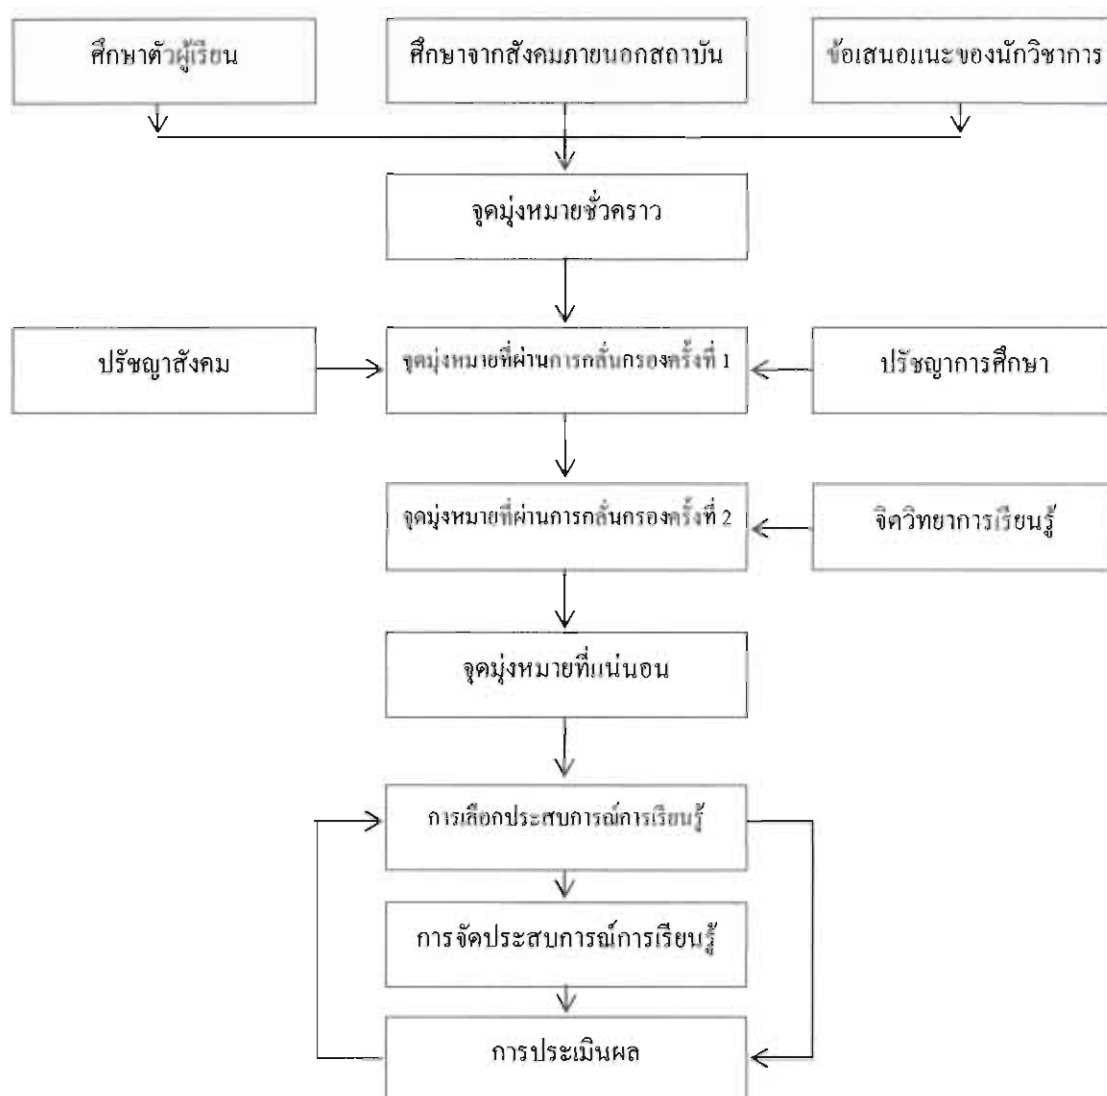 ศึกษาตัวผู้เรียน
ศึกษาจากสังคมภายนอกสถาบัน
ข้อเสนอแนะของนักวิชาการ
จุดมุ่งหมายชั่วคราว
ปรัชญาสังคม
จุดมุ่งหมายที่ผ่านการกลั่นกรองครั้งที่ 1
ปรัชญาการศึกษา
จุดมุ่งหมายที่ผ่านการกลั่นกรองครั้งที่ 2
จิตวิทยาการเรียนรู้
จุดมุ่งหมายที่แน่นอน
การเลือกประสบการณ์การเรียนรู้
การจัดประสบการณ์การเรียนรู้
การประเมินผล